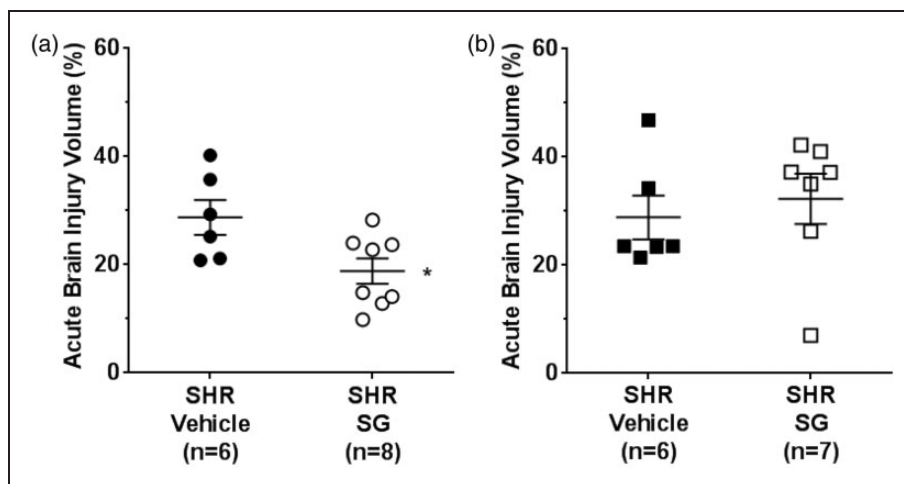 (a)
Acute Brain Injury Volume (%)
60
40
20
0
*
SHR
Vehicle
(n=6)
SHR
SG
(n=8)
(b)
Acute Brain Injury Volume (%)
60
40
20
0
SHR
Vehicle
(n=6)
SHR
SG
(n=7)